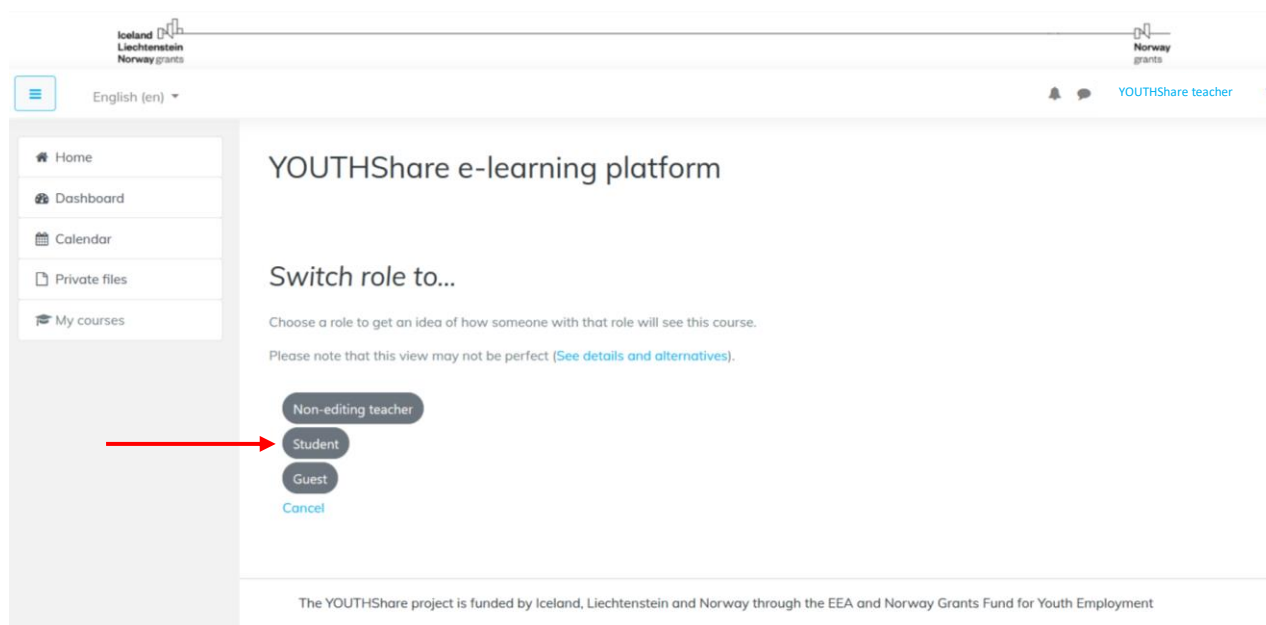 Iceland
Liechtenstein
Norway grants
Norway
grants
English (en)
YOUTHShare teacher
Home
Dashboard
Calendar
Private files
My courses
YOUTHShare e-learning platform
Switch role to...
Choose a role to get an idea of how someone with that role will see this course.
Please note that this view may not be perfect (See details and alternatives).
Non-editing teacher
Student
Guest
Cancel
The YOUTHShare project is funded by Iceland, Liechtenstein and Norway through the EEA and Norway Grants Fund for Youth Employment